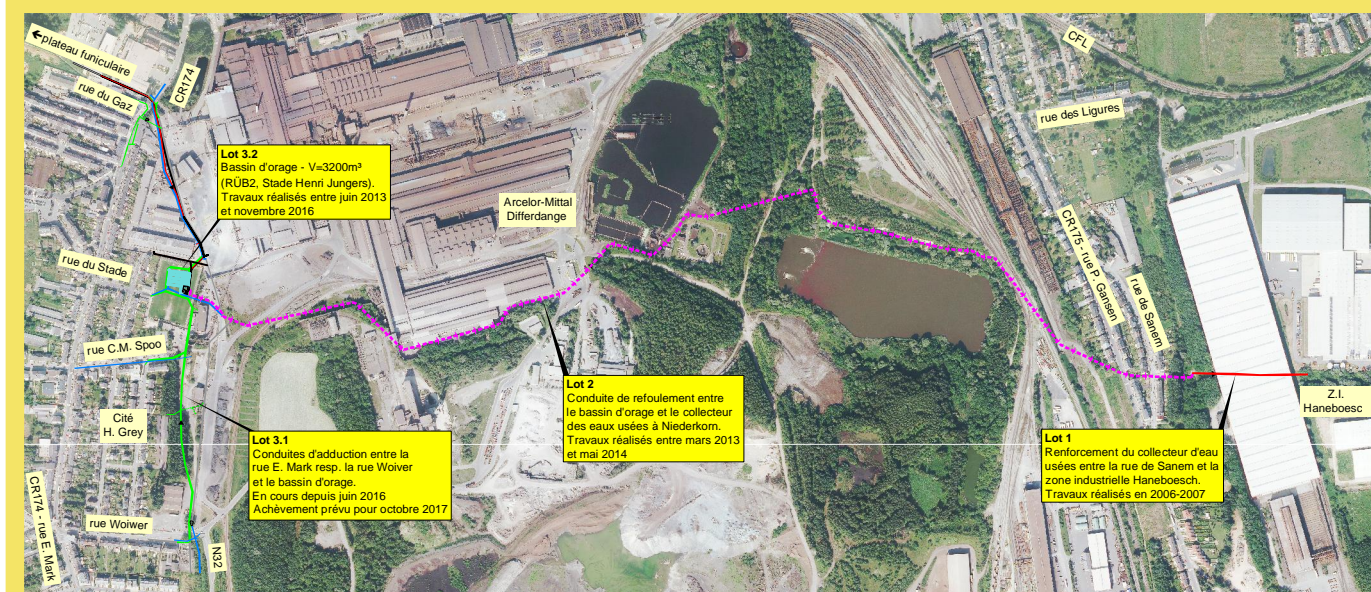 ←plateau funiculaire
rue du Gaz
CR174
Lot 3.2
Bassin d'orage - V=3200m³
(RÜB2, Stade Henri Jungers).
Travaux réalisés entre juin 2013
et novembre 2016
rue du Stade
rue C.M. Spoo
Cité
H. Grey
Lot 3.1
Conduites d'adduction entre la
rue E. Mark resp. la rue Woiver
et le bassin d'orage.
En cours depuis juin 2016
Achèvement prévu pour octobre 2017
rue Woiwer
CR174 - rue E. Mark
N32
Arcelor-Mittal
Differdange
Lot 2
Conduite de refoulement entre
le bassin d'orage et le collecteur
des eaux usées à Niederkorn.
Travaux réalisés entre mars 2013
et mai 2014
CFL
rue des Ligures
CR175 - rue P. Gansen
rue de Sanem
Lot 1
Renforcement du collecteur d'eau
usées entre la rue de Sanem et la
zone industrielle Haneboesch.
Travaux réalisés en 2006-2007
Z.I.
Haneboesc